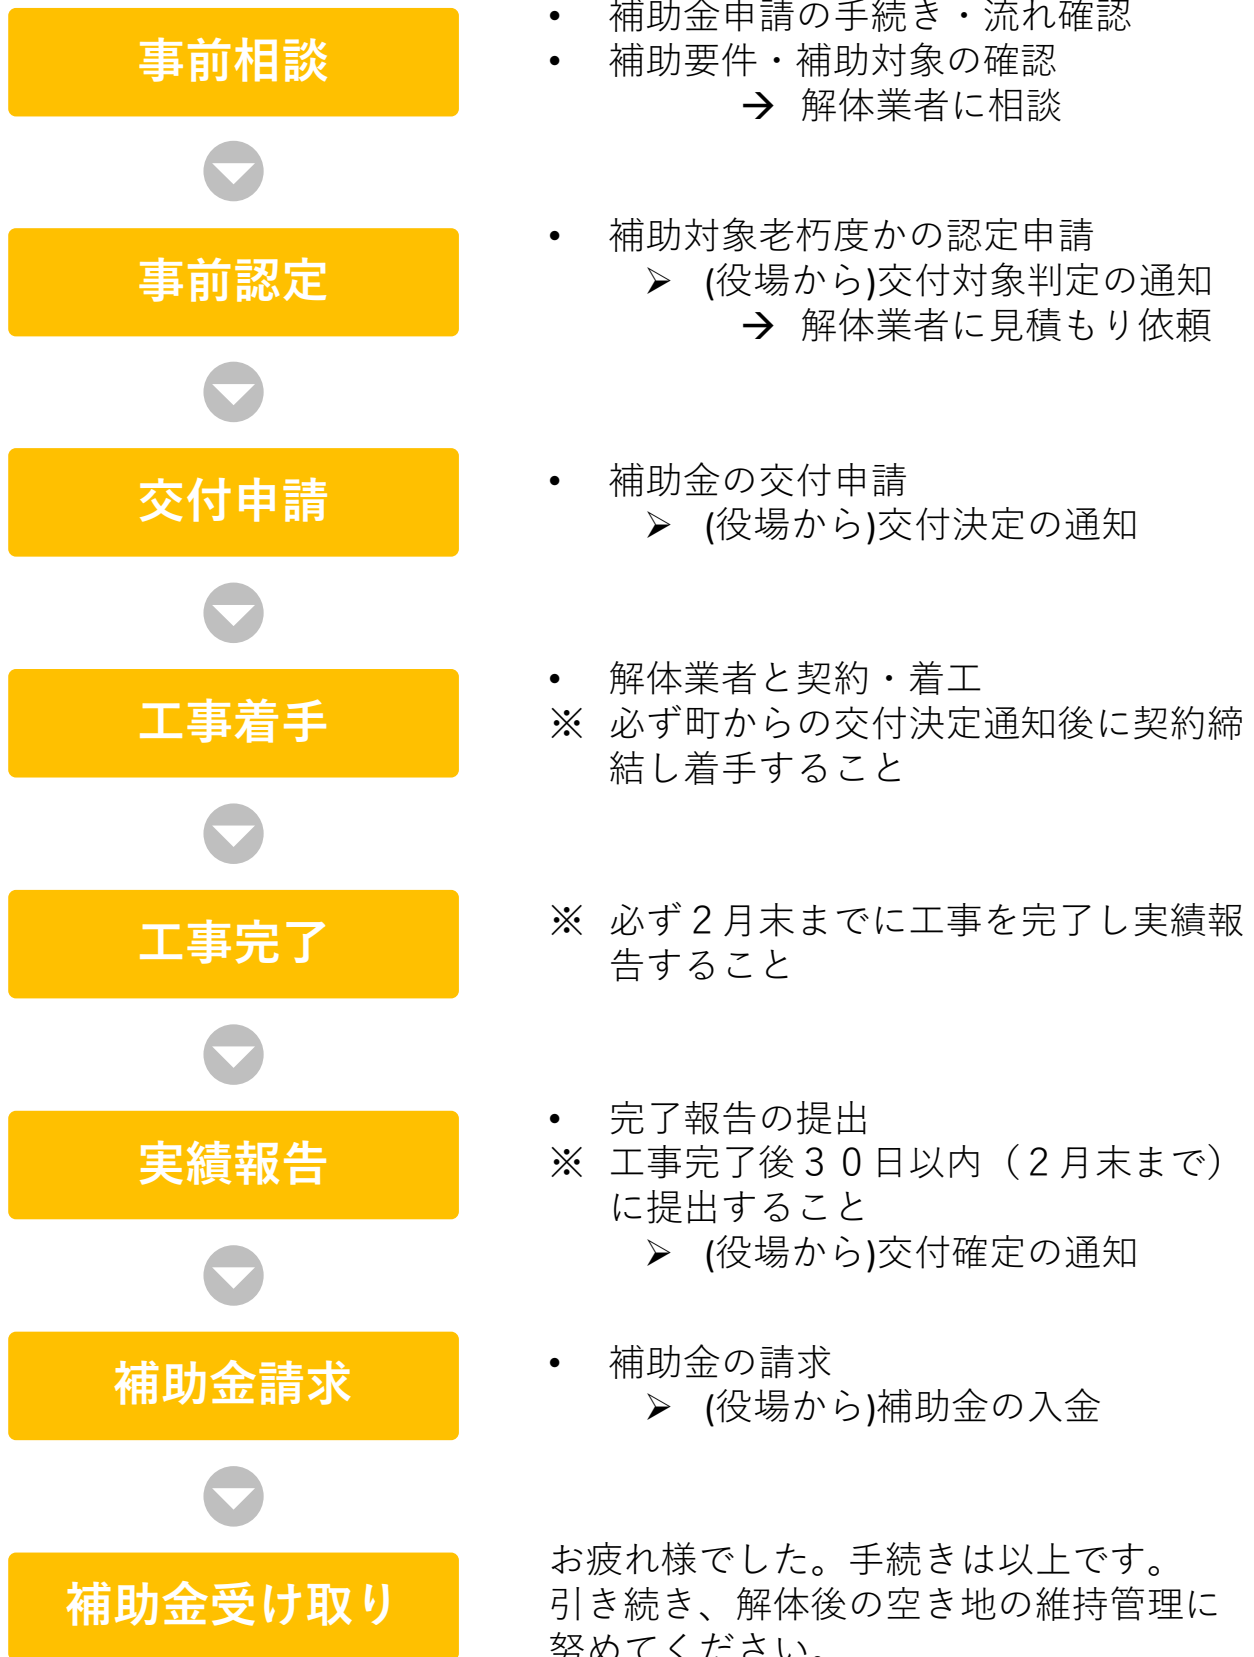 事前相談
• 補助金申請の手続き・流れ確認
• 補助要件・補助対象の確認
→ 解体業者に相談
事前認定
• 補助対象老朽度かの認定申請
➢ (役場から)交付対象判定の通知
→ 解体業者に見積もり依頼
交付申請
• 補助金の交付申請
➢ (役場から)交付決定の通知
工事着手
• 解体業者と契約・着工
※ 必ず町からの交付決定通知後に契約締
結し着手すること
工事完了
※ 必ず２月末までに工事を完了し実績報
告すること
実績報告
• 完了報告の提出
※ 工事完了後３０日以内（２月末まで）
に提出すること
➢ (役場から)交付確定の通知
補助金請求
• 補助金の請求
➢ (役場から)補助金の入金
補助金受け取り
お疲れ様でした。手続きは以上です。
引き続き、解体後の空き地の維持管理に
努めてください。